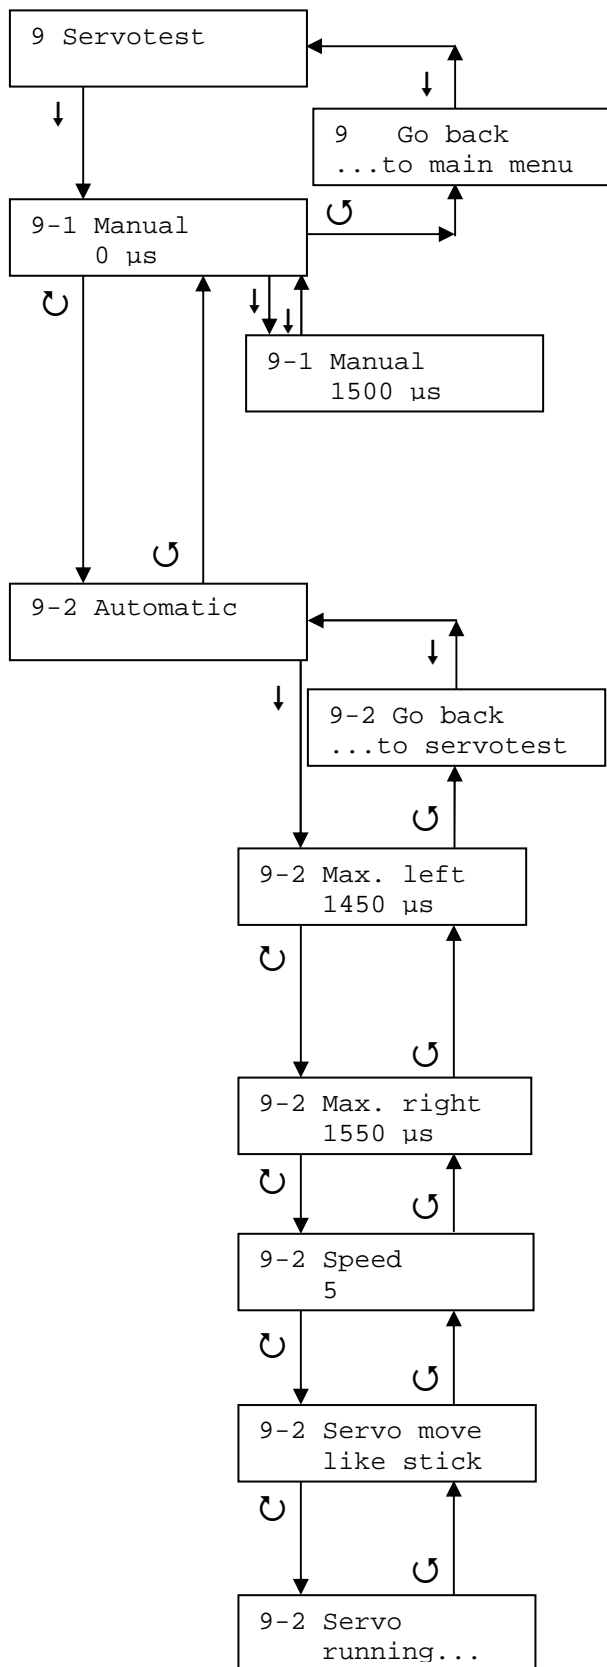 9 Servotest
9   Go back
...to main menu
9-1 Manual
0 µs
9-1 Manual
1500 µs
9-2 Automatic
9-2 Go back
...to servotest
9-2 Max. left
1450 µs
9-2 Max. right
1550 µs
9-2 Speed
5
9-2 Servo move
like stick
9-2 Servo
running...